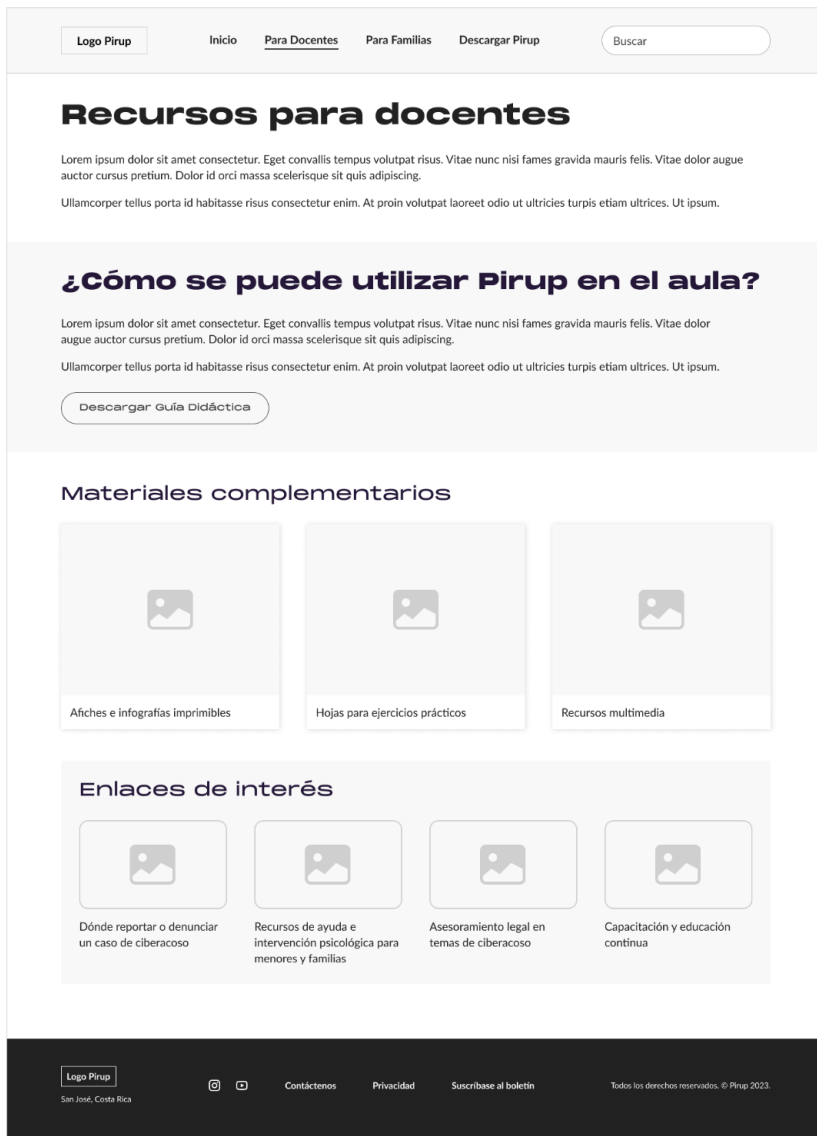 Logo Pirup
Inicio
Para Docentes
Para Familias
Descargar Pirup
Buscar
Recursos para docentes
Lorem ipsum dolor sit amet consectetur. Eget convallis tempus volutpat risus. Vitae nunc nisi fames gravida mauris felis. Vitae dolor augue
auctor cursus pretium. Dolor id orci massa scelerisque sit quis adipiscing.
Ullamcorper tellus porta id habitasse risus consectetur enim. At proin volutpat laoreet odio ut ultricies turpis etiam ultrices. Ut ipsum.
¿Cómo se puede utilizar Pirup en el aula?
Lorem ipsum dolor sit amet consectetur. Eget convallis tempus volutpat risus. Vitae nunc nisi fames gravida mauris felis. Vitae dolor
augue auctor cursus pretium. Dolor id orci massa scelerisque sit quis adipiscing.
Ullamcorper tellus porta id habitasse risus consectetur enim. At proin volutpat laoreet odio ut ultricies turpis etiam ultrices. Ut ipsum.
Descargar Guía Didáctica
Materiales complementarios
Afiches e infografías imprimibles
Hojas para ejercicios prácticos
Recursos multimedia
Enlaces de interés
Dónde reportar o denunciar
un caso de ciberacoso
Recursos de ayuda e
intervención psicológica para
menores y familias
Asesoramiento legal en
temas de ciberacoso
Capacitación y educación
continua
Logo Pirup
San José, Costa Rica
Contáctenos
Privacidad
Suscríbase al boletín
Todos los derechos reservados. © Pirup 2023.